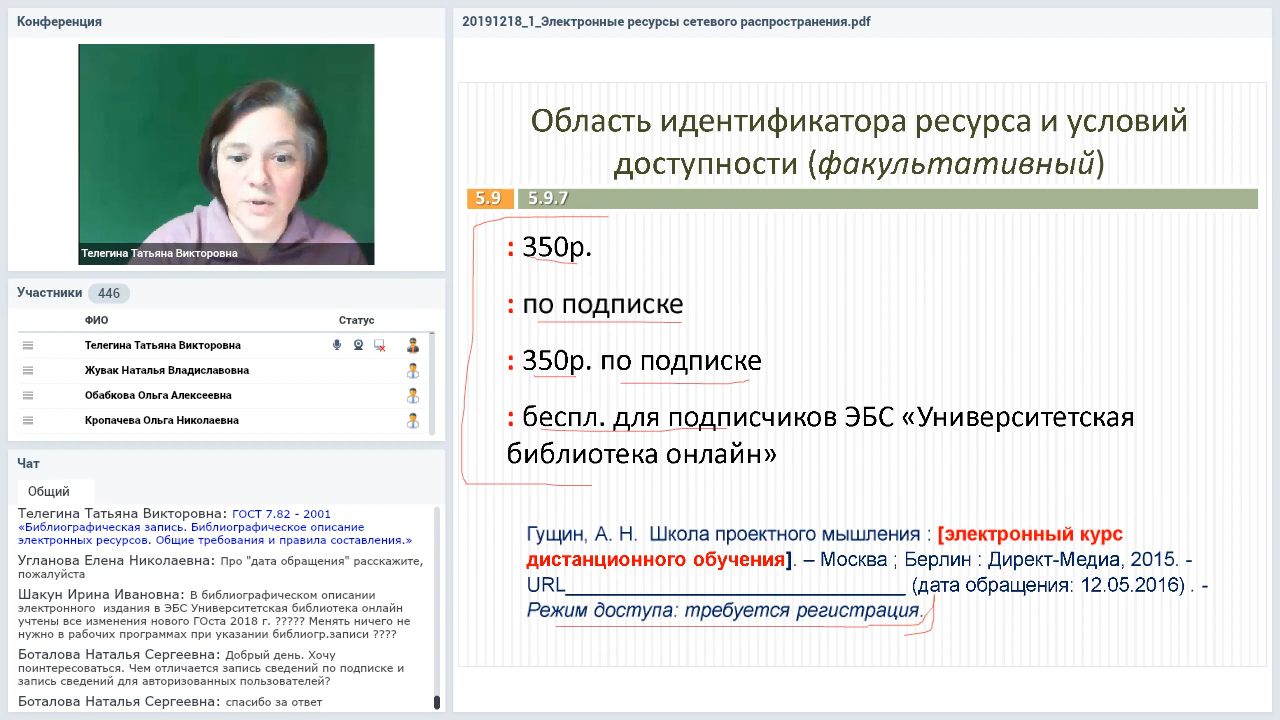 Конференция
Телегина Татьяна Викторовна
Участники 446
ФИО Статус
Телегина Татьяна Викторовна
Жувак Наталья Владиславовна
Обабкова Ольга Алексеевна
Кропачева Ольга Николаевна
Чат
Общий
Телегина Татьяна Викторовна: ГОСТ 7.82 - 2001
«Библиографическая запись. Библиографическое описание
электронных ресурсов. Общие требования и правила составления.»
Угланова Елена Николаевна: Про "дата обращения" расскажите,
пожалуйста
Шакун Ирина Ивановна: В библиографическом описании
электронного издания в ЭБС Университетская библиотека онлайн
учтены все изменения нового ГОста 2018 г. ????? Менять ничего не
нужно в рабочих программах при указании библиогр.записи ????
Боталова Наталья Сергеевна: Добрый день. Хочу
поинтересоваться. Чем отличается запись сведений по подписке и
запись сведений для авторизованных пользователей?
Боталова Наталья Сергеевна: спасибо за ответ
20191218_1_Электронные ресурсы сетевого распространения.pdf
Область идентификатора ресурса и условий
доступности (факультативный)
5.9 5.9.7
: 350р.
: по подписке
: 350р. по подписке
: беспл. для подписчиков ЭБС «Университетская
библиотека онлайн»
Гущин, А. Н. Школа проектного мышления : [электронный курс
дистанционного обучения]. – Москва ; Берлин : Директ-Медиа, 2015. -
URL_______________________________ (дата обращения: 12.05.2016) . -
Режим доступа: требуется регистрация.